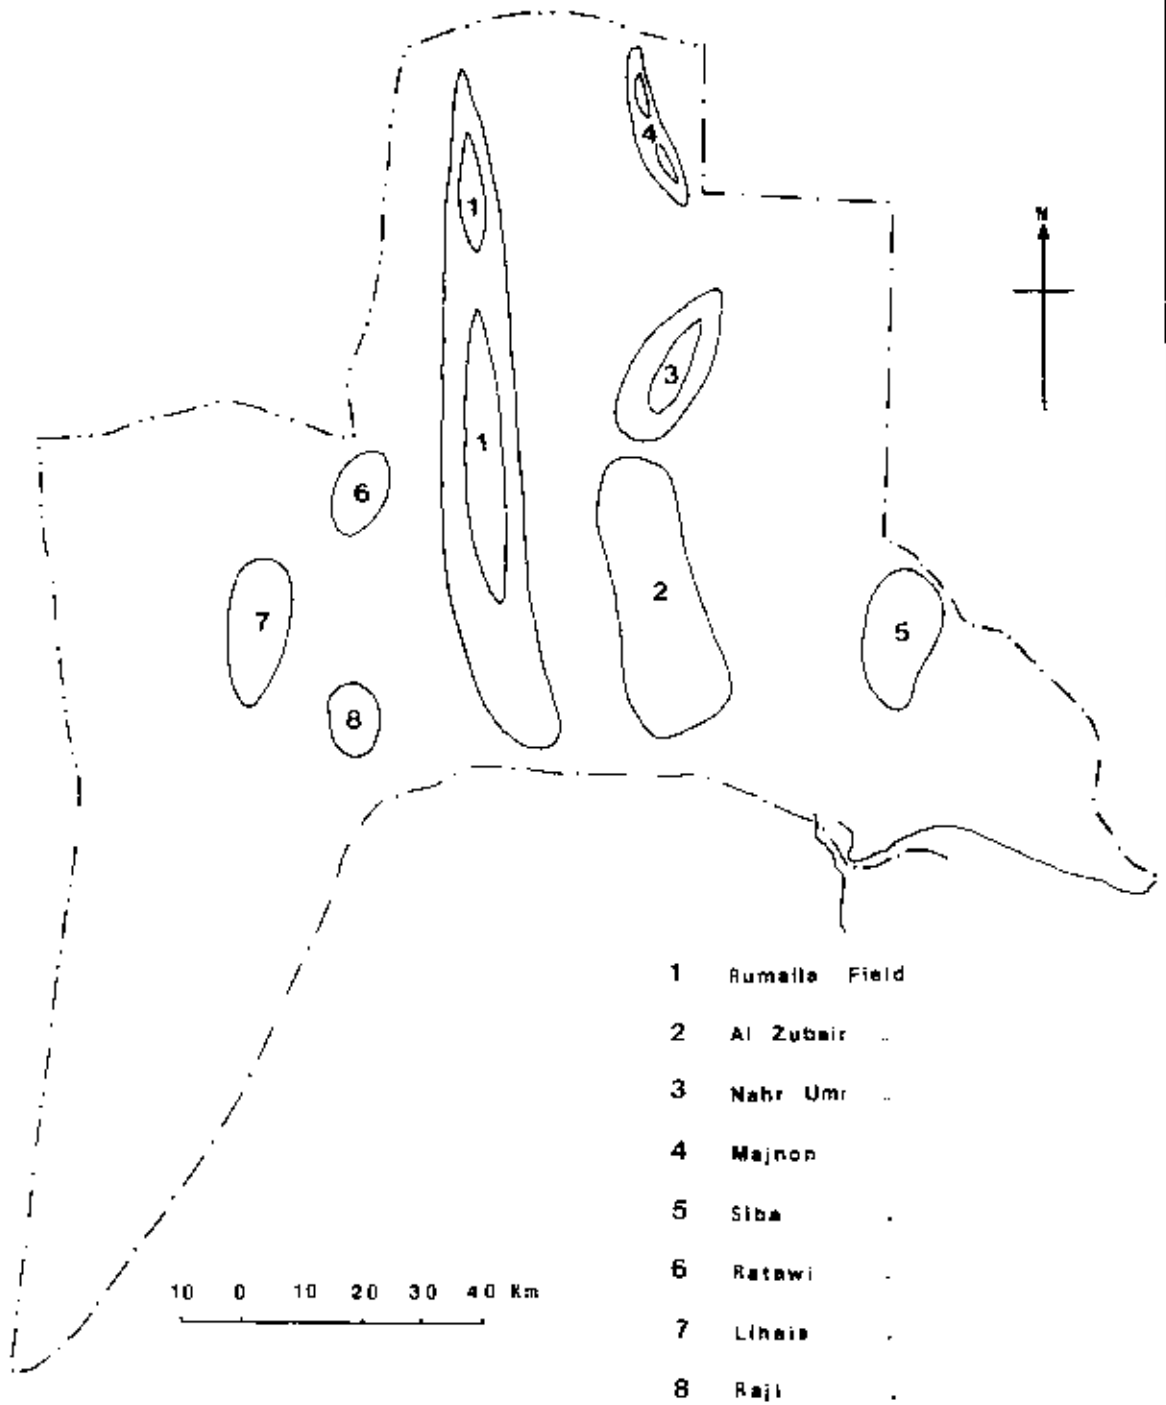 4
1
N
3
1
6
2
5
7
8
1 Rumaila Field
2 Al Zubair ..
3 Nahr Umr ..
4 Majnon
5 Siba .
6 Ratawi .
10 0 10 20 30 40 Km
7 Lihais .
8 Raji .